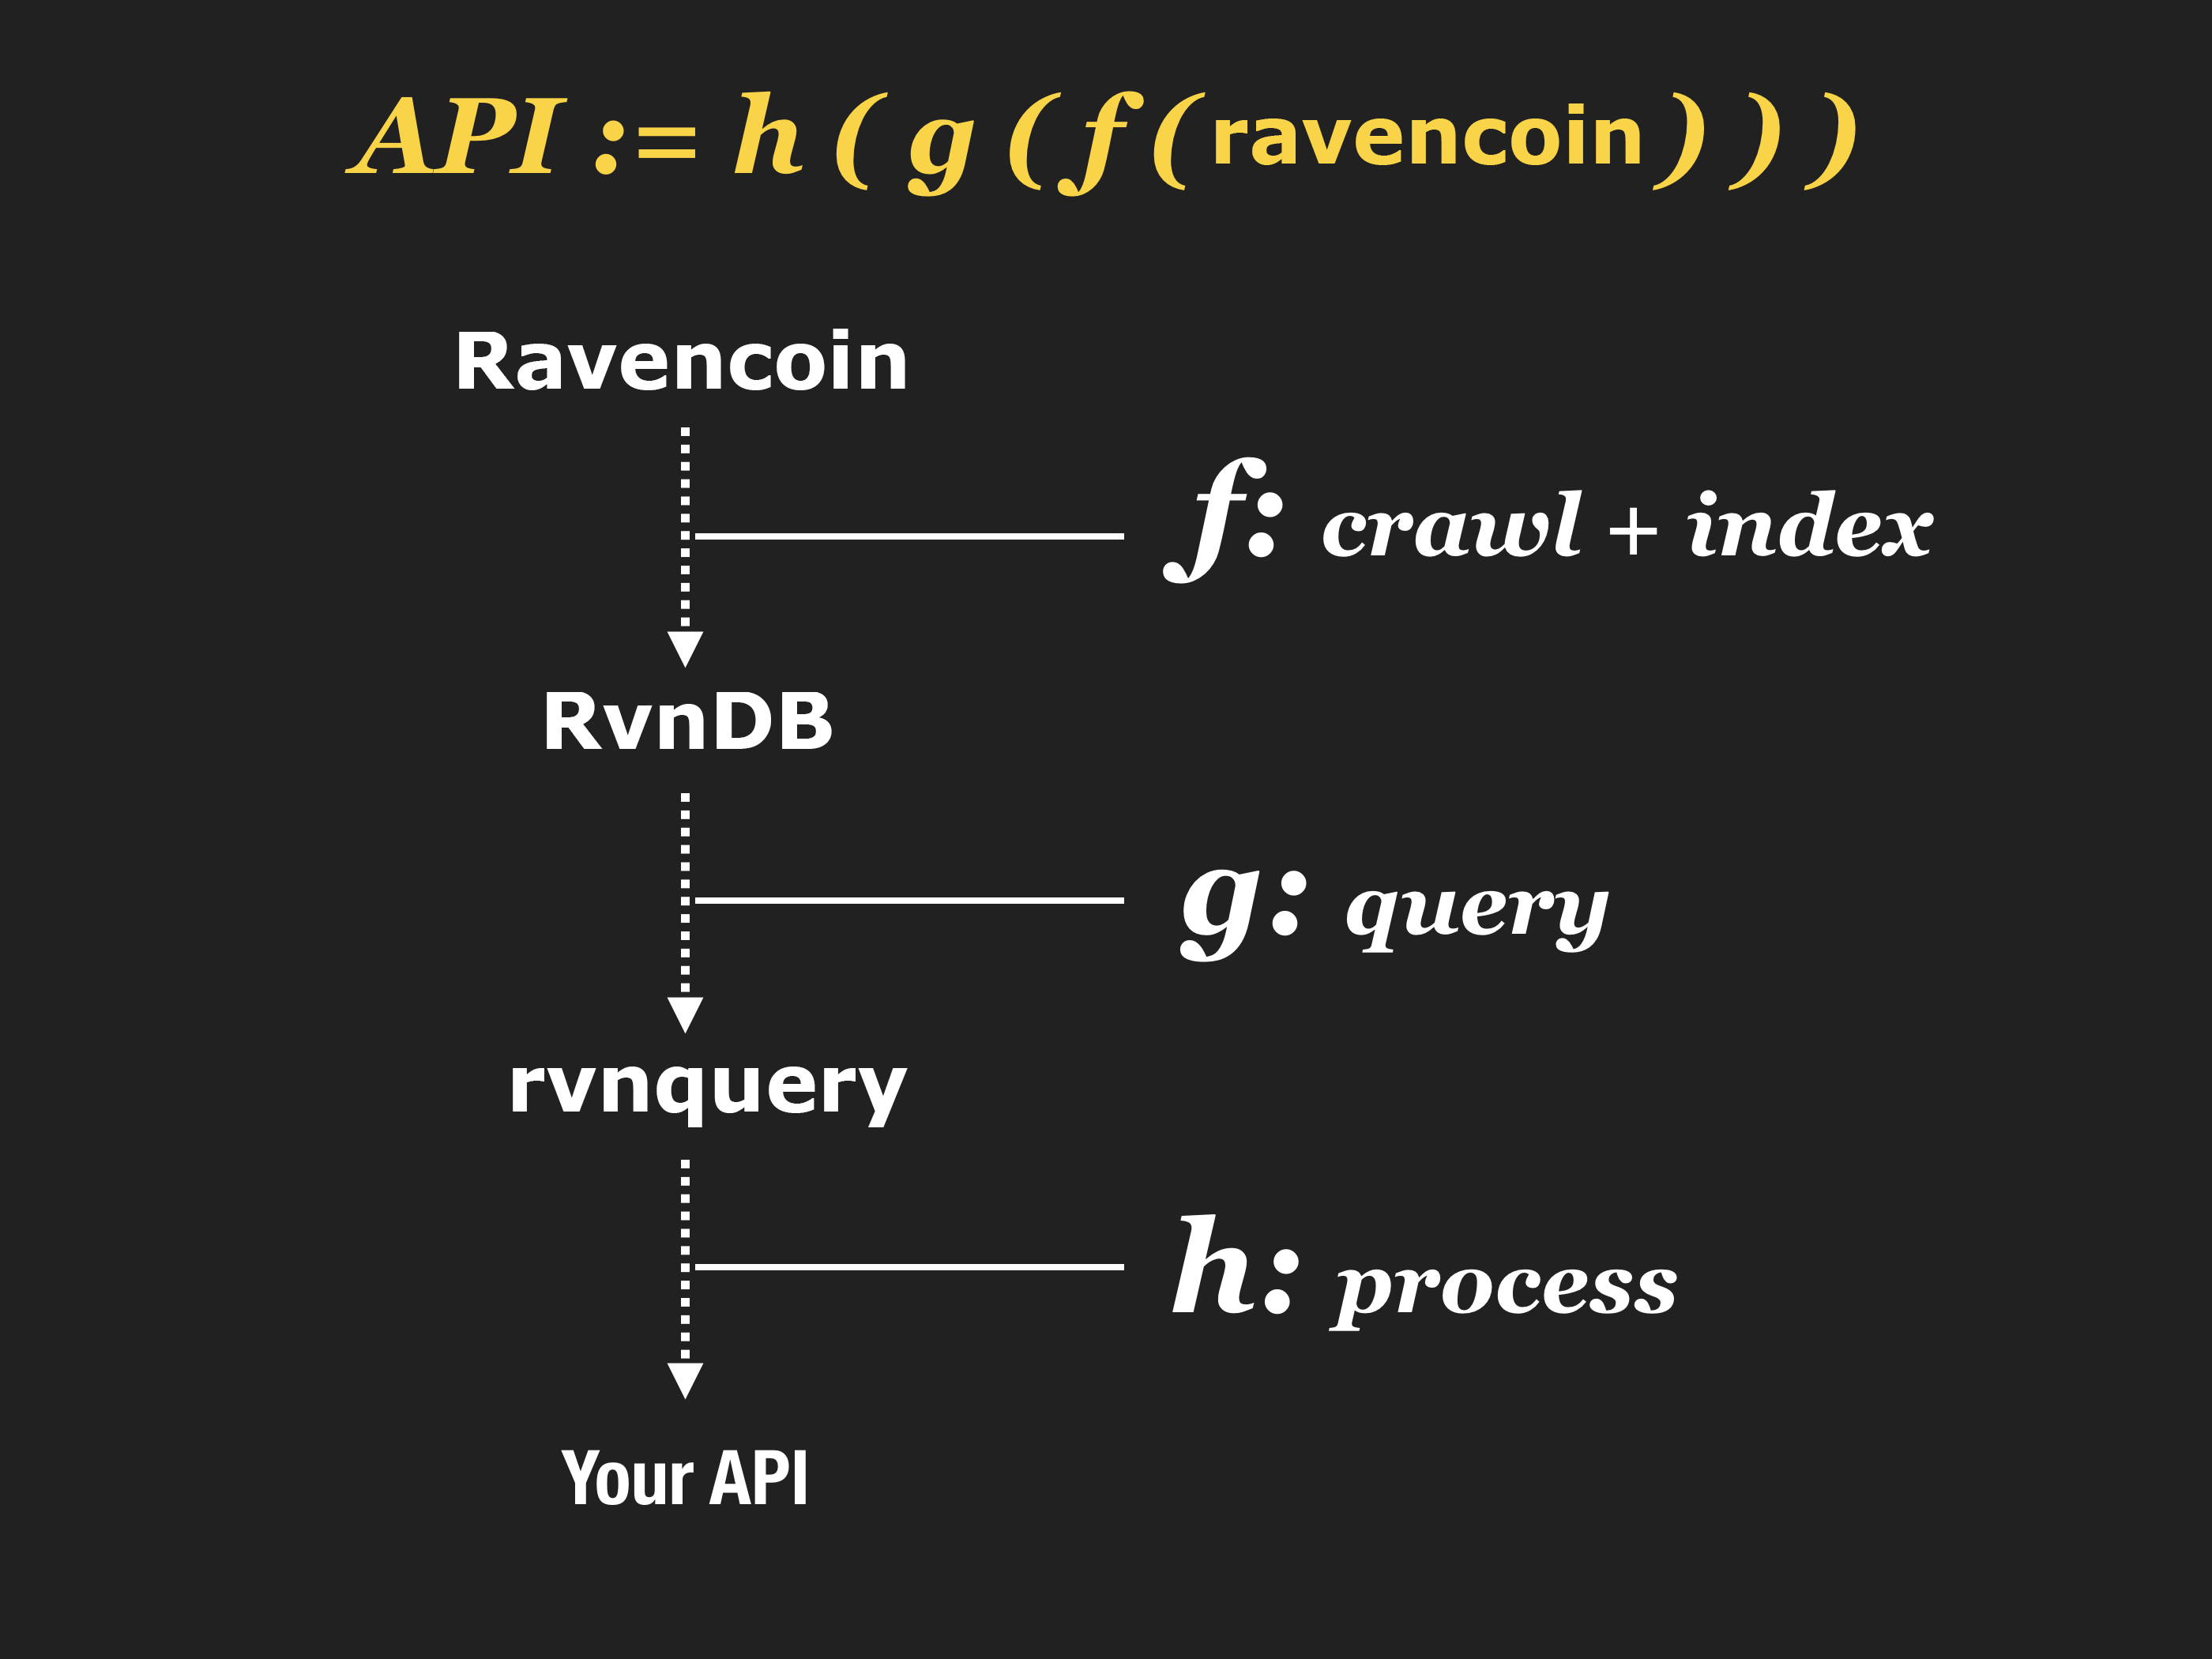 API := h(g(f(ravencoin)))
Ravencoin
f: crawl + index
RvnDB
g: query
rvnquery
h: process
Your API